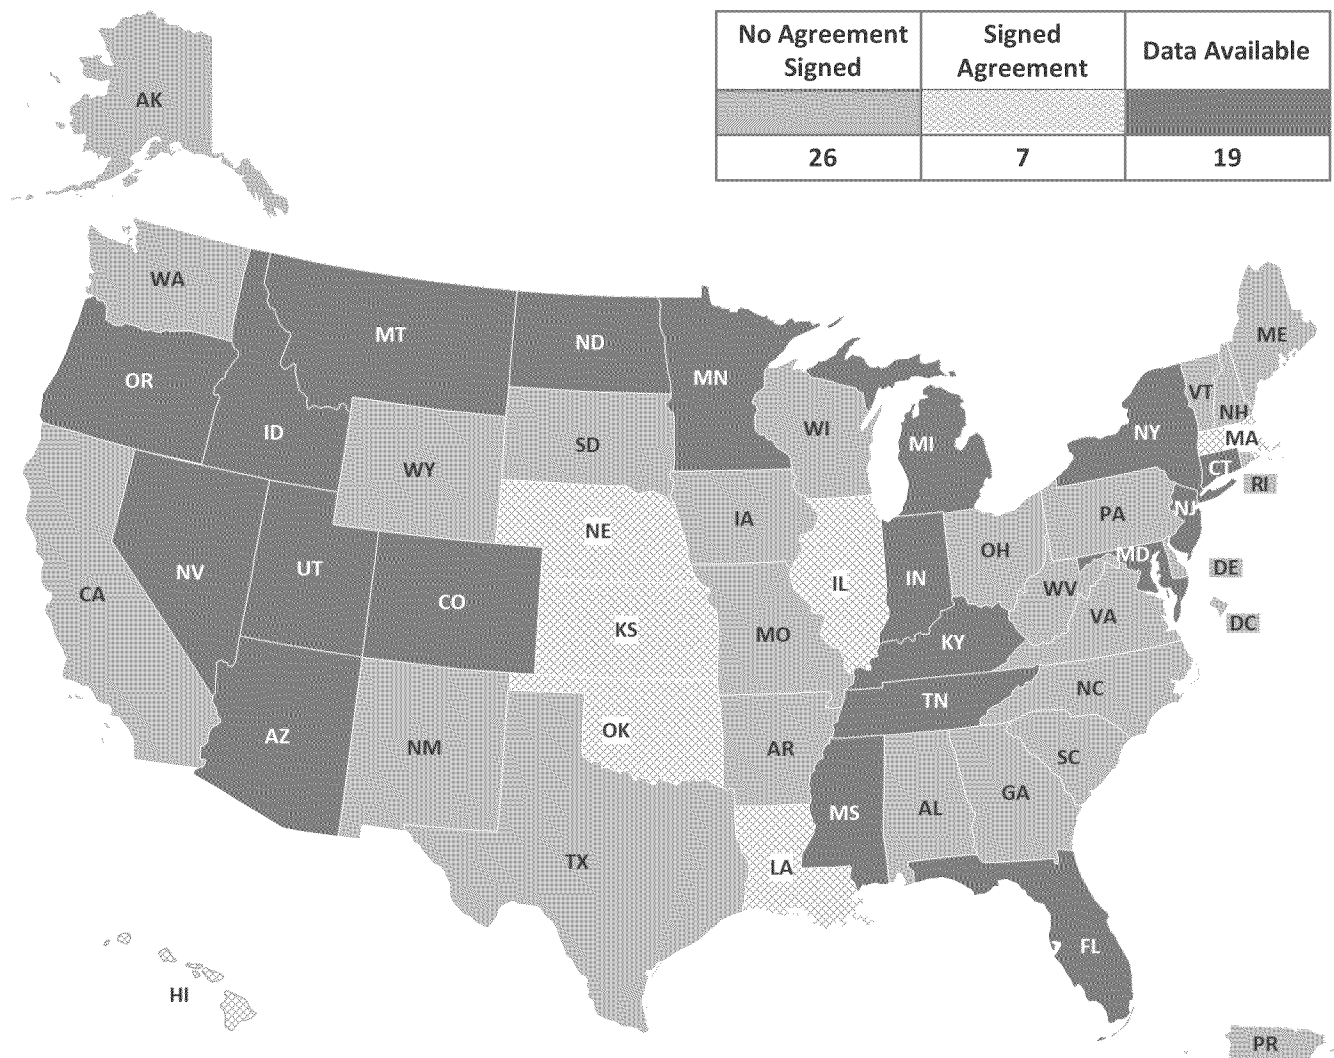 No Agreement Signed
Signed Agreement
Data Available
26
7
19
AK
WA
MT
ND
MN
OR
ID
WY
SD
WI
MI
NY
VT
NH
ME
MA
CT
RI
NE
IA
PA
NJ
NV
UT
CO
CA
KS
MO
IL
IN
OH
WV
MD
DE
DC
VA
KY
NC
TN
AZ
NM
OK
AR
SC
MS
AL
GA
TX
LA
FL
HI
PR